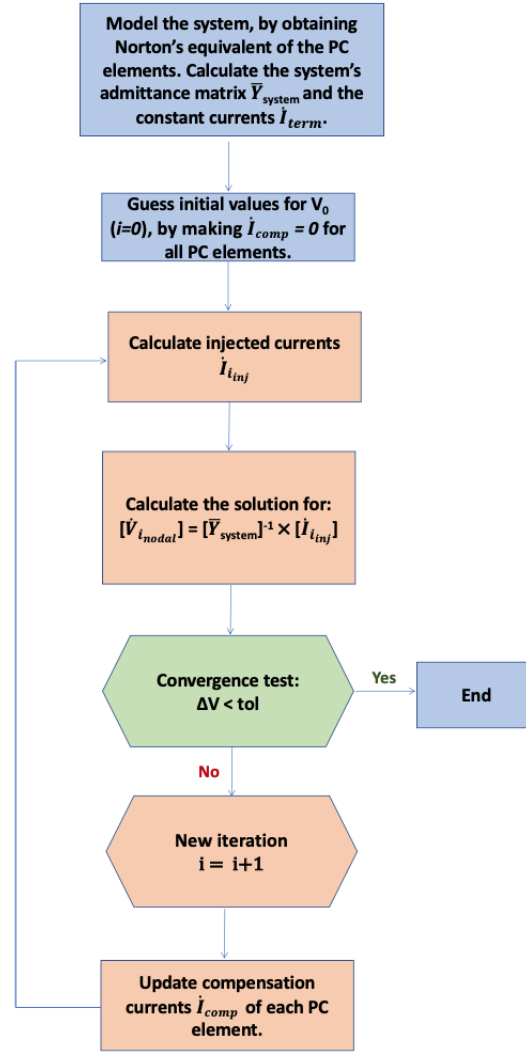 Model the system, by obtaining
Norton’s equivalent of the PC
elements. Calculate the system’s
admittance matrix Y̅system and the
constant currents İterm.
Guess initial values for V₀
(i=0), by making İcomp = 0 for
all PC elements.
Calculate injected currents
İiinj
Calculate the solution for:
[V̇inodal] = [Y̅system]⁻¹ × [İiinj]
Convergence test:
ΔV < tol
Yes
End
No
New iteration
i = i+1
Update compensation
currents İcomp of each PC
element.